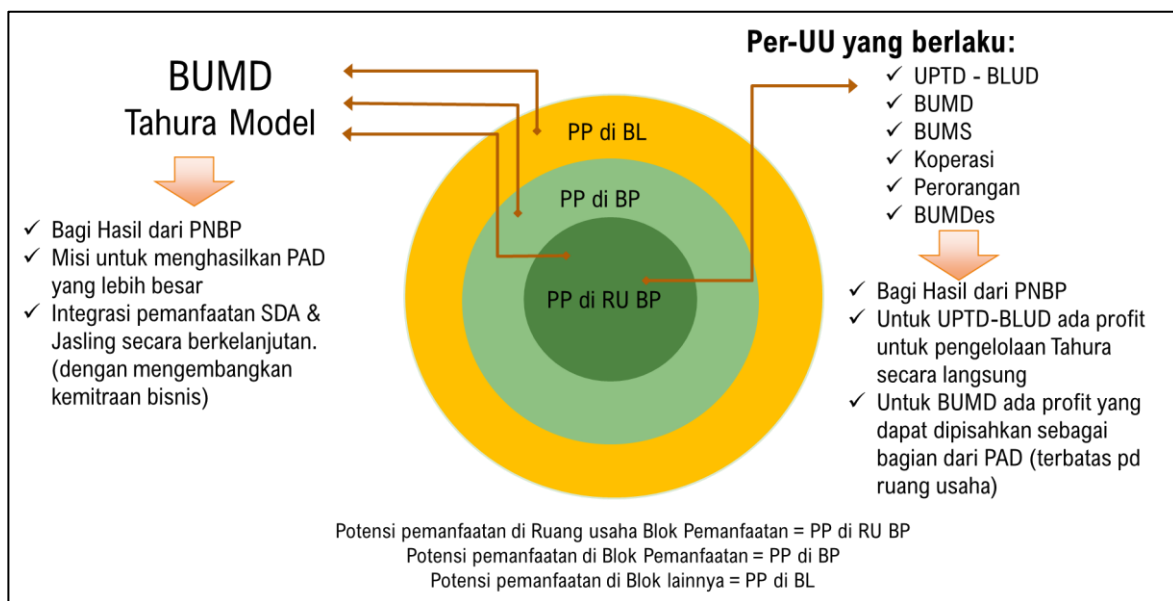 BUMD
Tahura Model
✓ Bagi Hasil dari PNBP
✓ Misi untuk menghasilkan PAD
yang lebih besar
✓ Integrasi pemanfaatan SDA &
Jasling secara berkelanjutan.
(dengan mengembangkan
kemitraan bisnis)
PP di BL
PP di BP
PP di RU BP
Per-UU yang berlaku:
✓ UPTD - BLUD
✓ BUMD
✓ BUMS
✓ Koperasi
✓ Perorangan
✓ BUMDes
✓ Bagi Hasil dari PNBP
✓ Untuk UPTD-BLUD ada profit
untuk pengelolaan Tahura
secara langsung
✓ Untuk BUMD ada profit yang
dapat dipisahkan sebagai
bagian dari PAD (terbatas pd
ruang usaha)
Potensi pemanfaatan di Ruang usaha Blok Pemanfaatan = PP di RU BP
Potensi pemanfaatan di Blok Pemanfaatan = PP di BP
Potensi pemanfaatan di Blok lainnya = PP di BL